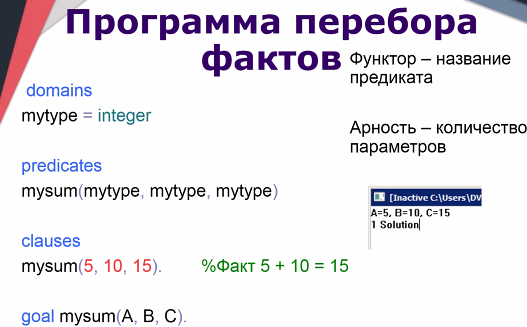 Программа перебора
фактов
Функтор – название
предиката
domains
mytype = integer
Арность – количество
параметров
predicates
mysum(mytype, mytype, mytype)
[Inactive C:\Users\DV
A=5, B=10, C=15
1 Solution
clauses
mysum(5, 10, 15). %Факт 5 + 10 = 15
goal mysum(A, B, C).